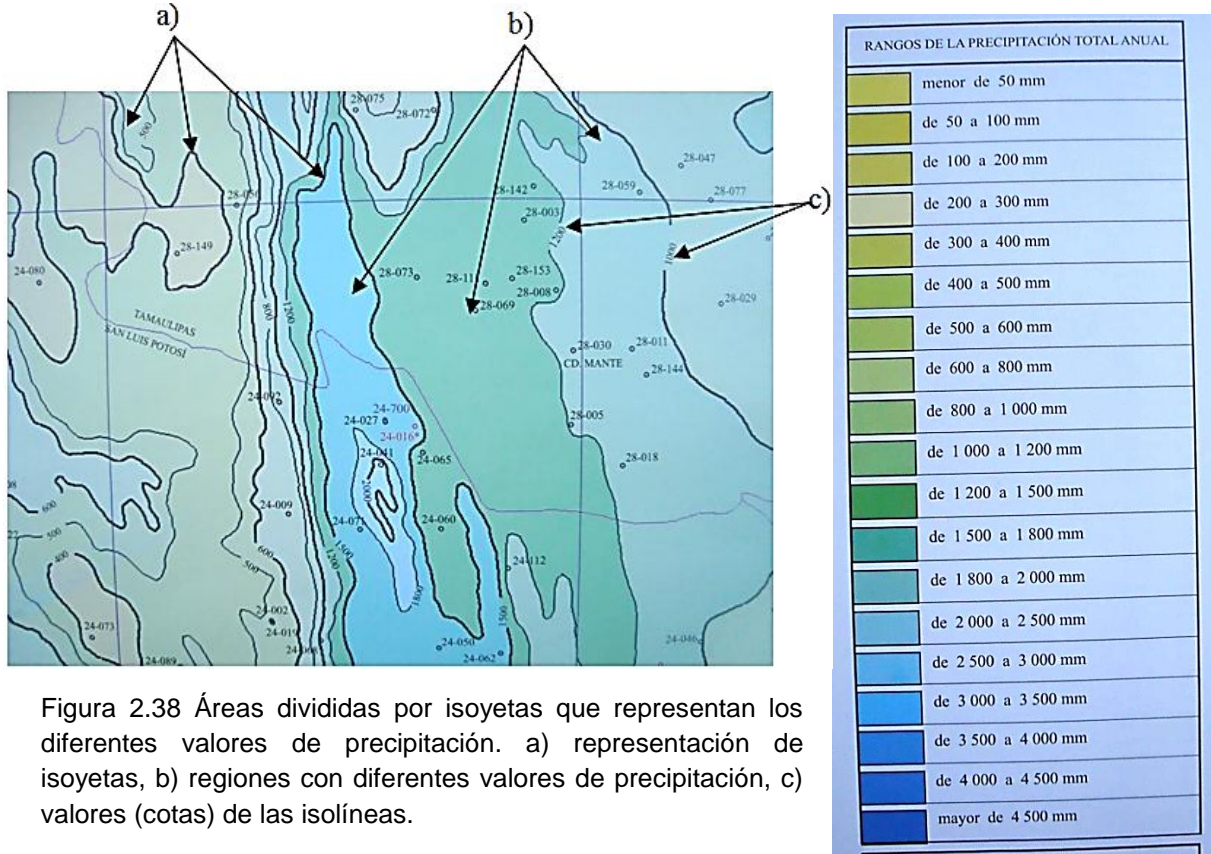 a)
b)
c)
28-075
28-072
500
28-047
28-142
28-059
28-077
28-003
1200
28-149
1000
24-080
28-073
28-153
28-008
28-069
28-029
800
1200
TAMAULIPAS
SAN LUIS POTOSÍ
28-030
28-011
CD. MANTE
28-144
24-092
24-700
24-027
28-005
24-016
24-041
24-065
28-018
2000
600
24-009
24-071
24-060
500
400
600
500
1500
1200
24-112
1800
1500
24-002
24-019
24-073
24-050
24-046
24-068
24-062
24-089
RANGOS DE LA PRECIPITACIÓN TOTAL ANUAL
menor de 50 mm
de 50 a 100 mm
de 100 a 200 mm
de 200 a 300 mm
de 300 a 400 mm
de 400 a 500 mm
de 500 a 600 mm
de 600 a 800 mm
de 800 a 1 000 mm
de 1 000 a 1 200 mm
de 1 200 a 1 500 mm
de 1 500 a 1 800 mm
de 1 800 a 2 000 mm
de 2 000 a 2 500 mm
de 2 500 a 3 000 mm
de 3 000 a 3 500 mm
de 3 500 a 4 000 mm
de 4 000 a 4 500 mm
mayor de 4 500 mm
Figura 2.38 Áreas divididas por isoyetas que representan los
diferentes valores de precipitación. a) representación de
isoyetas, b) regiones con diferentes valores de precipitación, c)
valores (cotas) de las isolíneas.